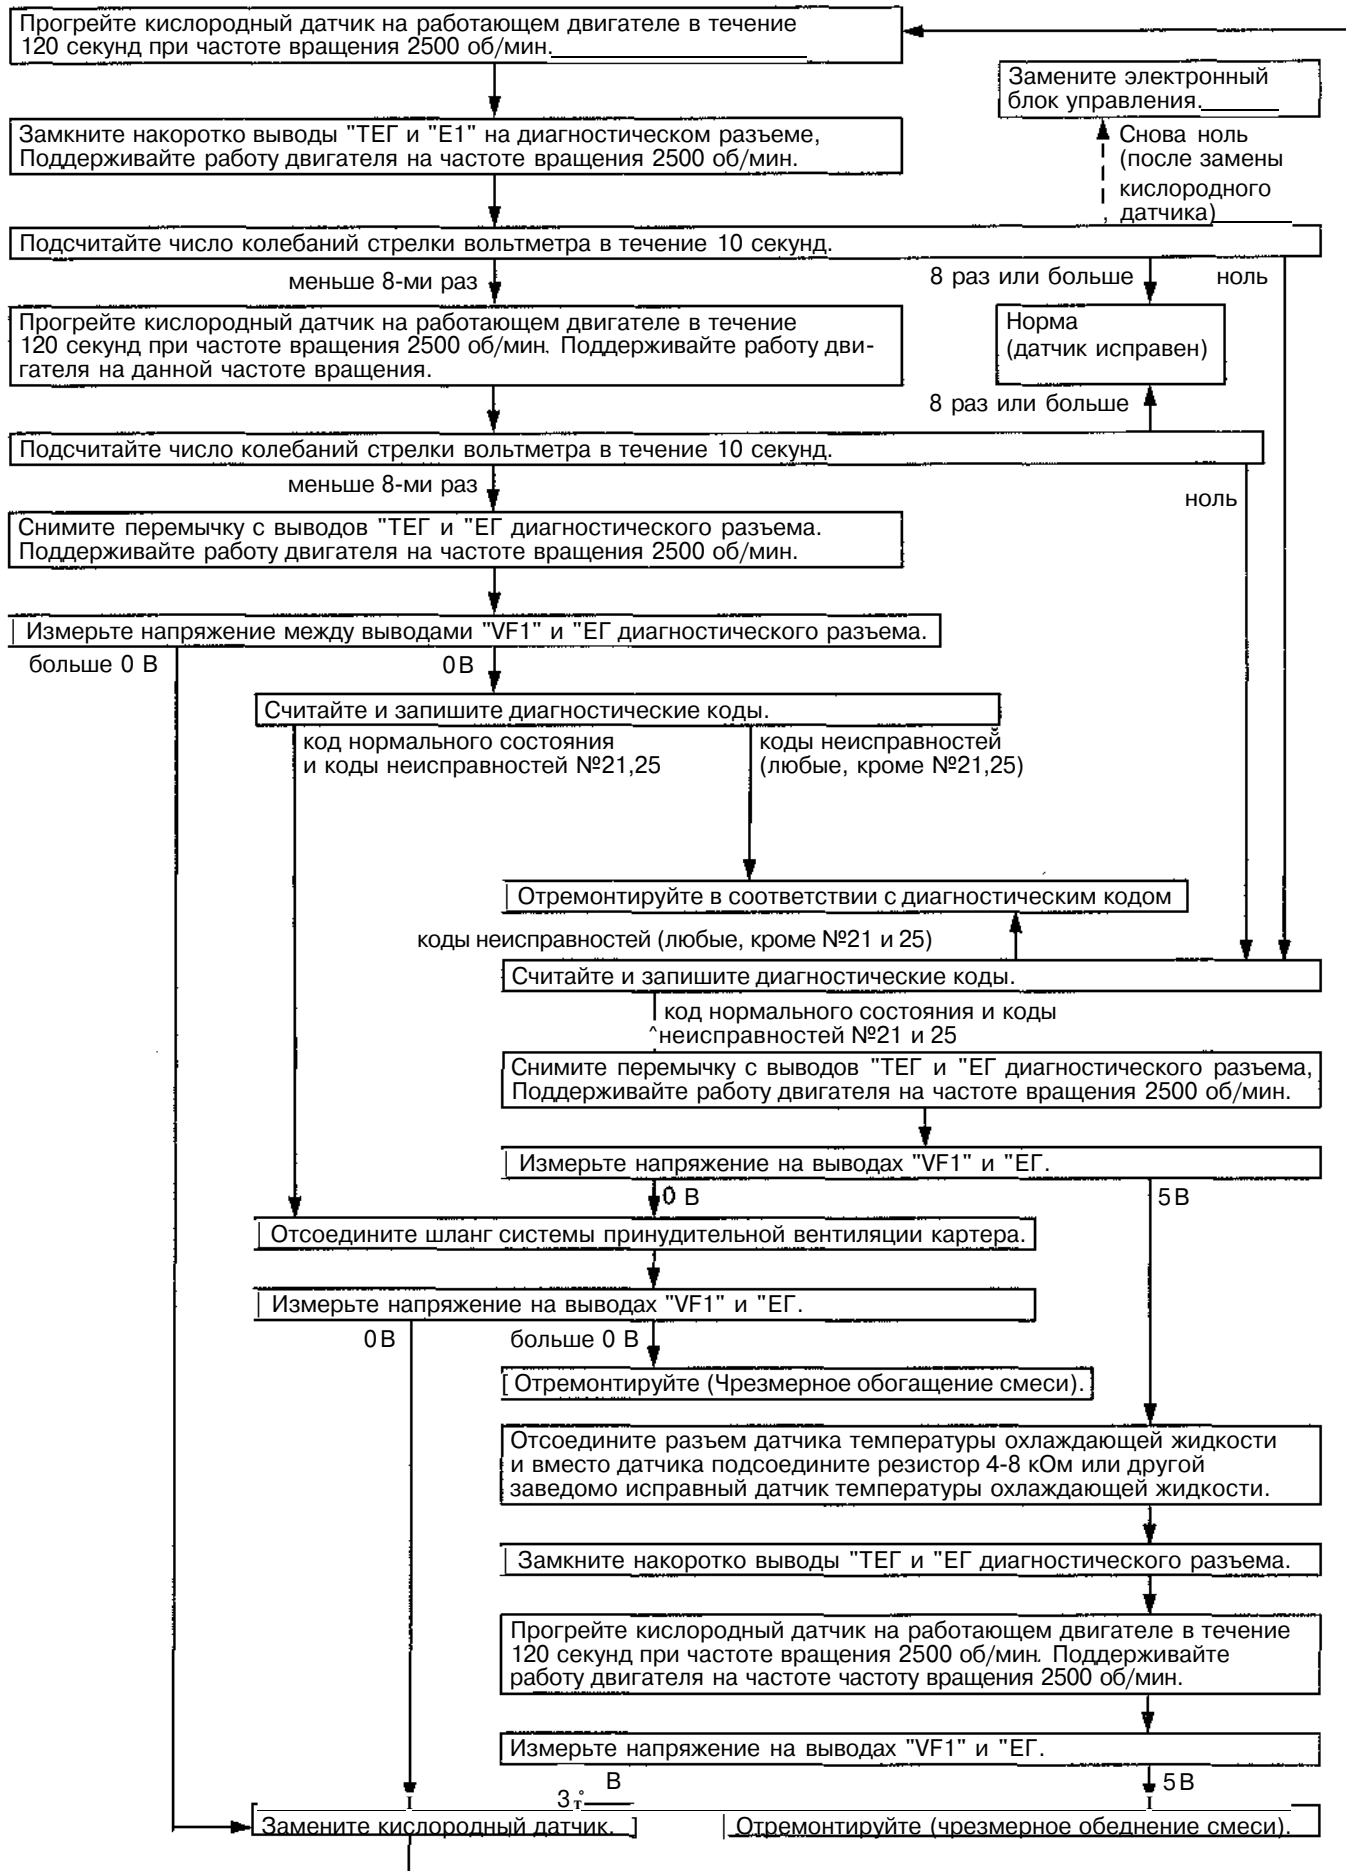 Прогрейте кислородный датчик на работающем двигателе в течение
120 секунд при частоте вращения 2500 об/мин.
Замените электронный
блок управления.
Замкните накоротко выводы "ТЕГ и "Е1" на диагностическом разъеме,
Поддерживайте работу двигателя на частоте вращения 2500 об/мин.
Снова ноль
(после замены
кислородного
датчика)
Подсчитайте число колебаний стрелки вольтметра в течение 10 секунд.
меньше 8-ми раз
8 раз или больше
ноль
Прогрейте кислородный датчик на работающем двигателе в течение
120 секунд при частоте вращения 2500 об/мин. Поддерживайте работу дви-
гателя на данной частоте вращения.
Норма
(датчик исправен)
8 раз или больше
Подсчитайте число колебаний стрелки вольтметра в течение 10 секунд.
меньше 8-ми раз
ноль
Снимите перемычку с выводов "ТЕГ и "ЕГ диагностического разъема.
Поддерживайте работу двигателя на частоте вращения 2500 об/мин.
Измерьте напряжение между выводами "VF1" и "ЕГ диагностического разъема.
больше 0 В
0В
Считайте и запишите диагностические коды.
код нормального состояния
и коды неисправностей №21,25
коды неисправностей
(любые, кроме №21,25)
Отремонтируйте в соответствии с диагностическим кодом
коды неисправностей (любые, кроме №21 и 25)
Считайте и запишите диагностические коды.
код нормального состояния и коды
^неисправностей №21 и 25
Снимите перемычку с выводов "ТЕГ и "ЕГ диагностического разъема,
Поддерживайте работу двигателя на частоте вращения 2500 об/мин.
Измерьте напряжение на выводах "VF1" и "ЕГ.
0 В
5В
Отсоедините шланг системы принудительной вентиляции картера.
Измерьте напряжение на выводах "VF1" и "ЕГ.
0В
больше 0 В
[ Отремонтируйте (Чрезмерное обогащение смеси).
Отсоедините разъем датчика температуры охлаждающей жидкости
и вместо датчика подсоедините резистор 4-8 кОм или другой
заведомо исправный датчик температуры охлаждающей жидкости.
Замкните накоротко выводы "ТЕГ и "ЕГ диагностического разъема.
Прогрейте кислородный датчик на работающем двигателе в течение
120 секунд при частоте вращения 2500 об/мин. Поддерживайте
работу двигателя на частоте частоту вращения 2500 об/мин.
Измерьте напряжение на выводах "VF1" и "ЕГ.
В
5В
Замените кислородный датчик. ]
Отремонтируйте (чрезмерное обеднение смеси).